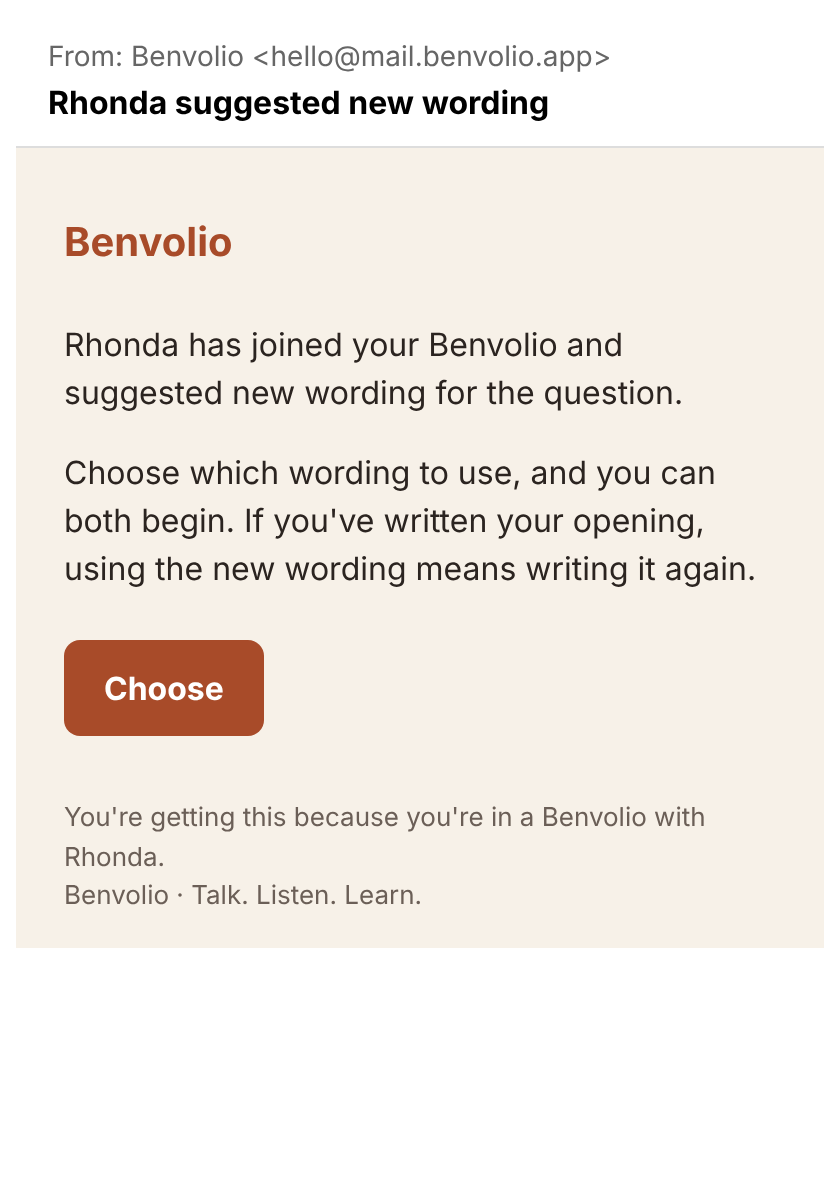 From: Benvolio <hello@mail.benvolio.app>
Rhonda suggested new wording
Benvolio
Rhonda has joined your Benvolio and
suggested new wording for the question.
Choose which wording to use, and you can
both begin. If you've written your opening,
using the new wording means writing it again.
Choose
You're getting this because you're in a Benvolio with
Rhonda.
Benvolio · Talk. Listen. Learn.